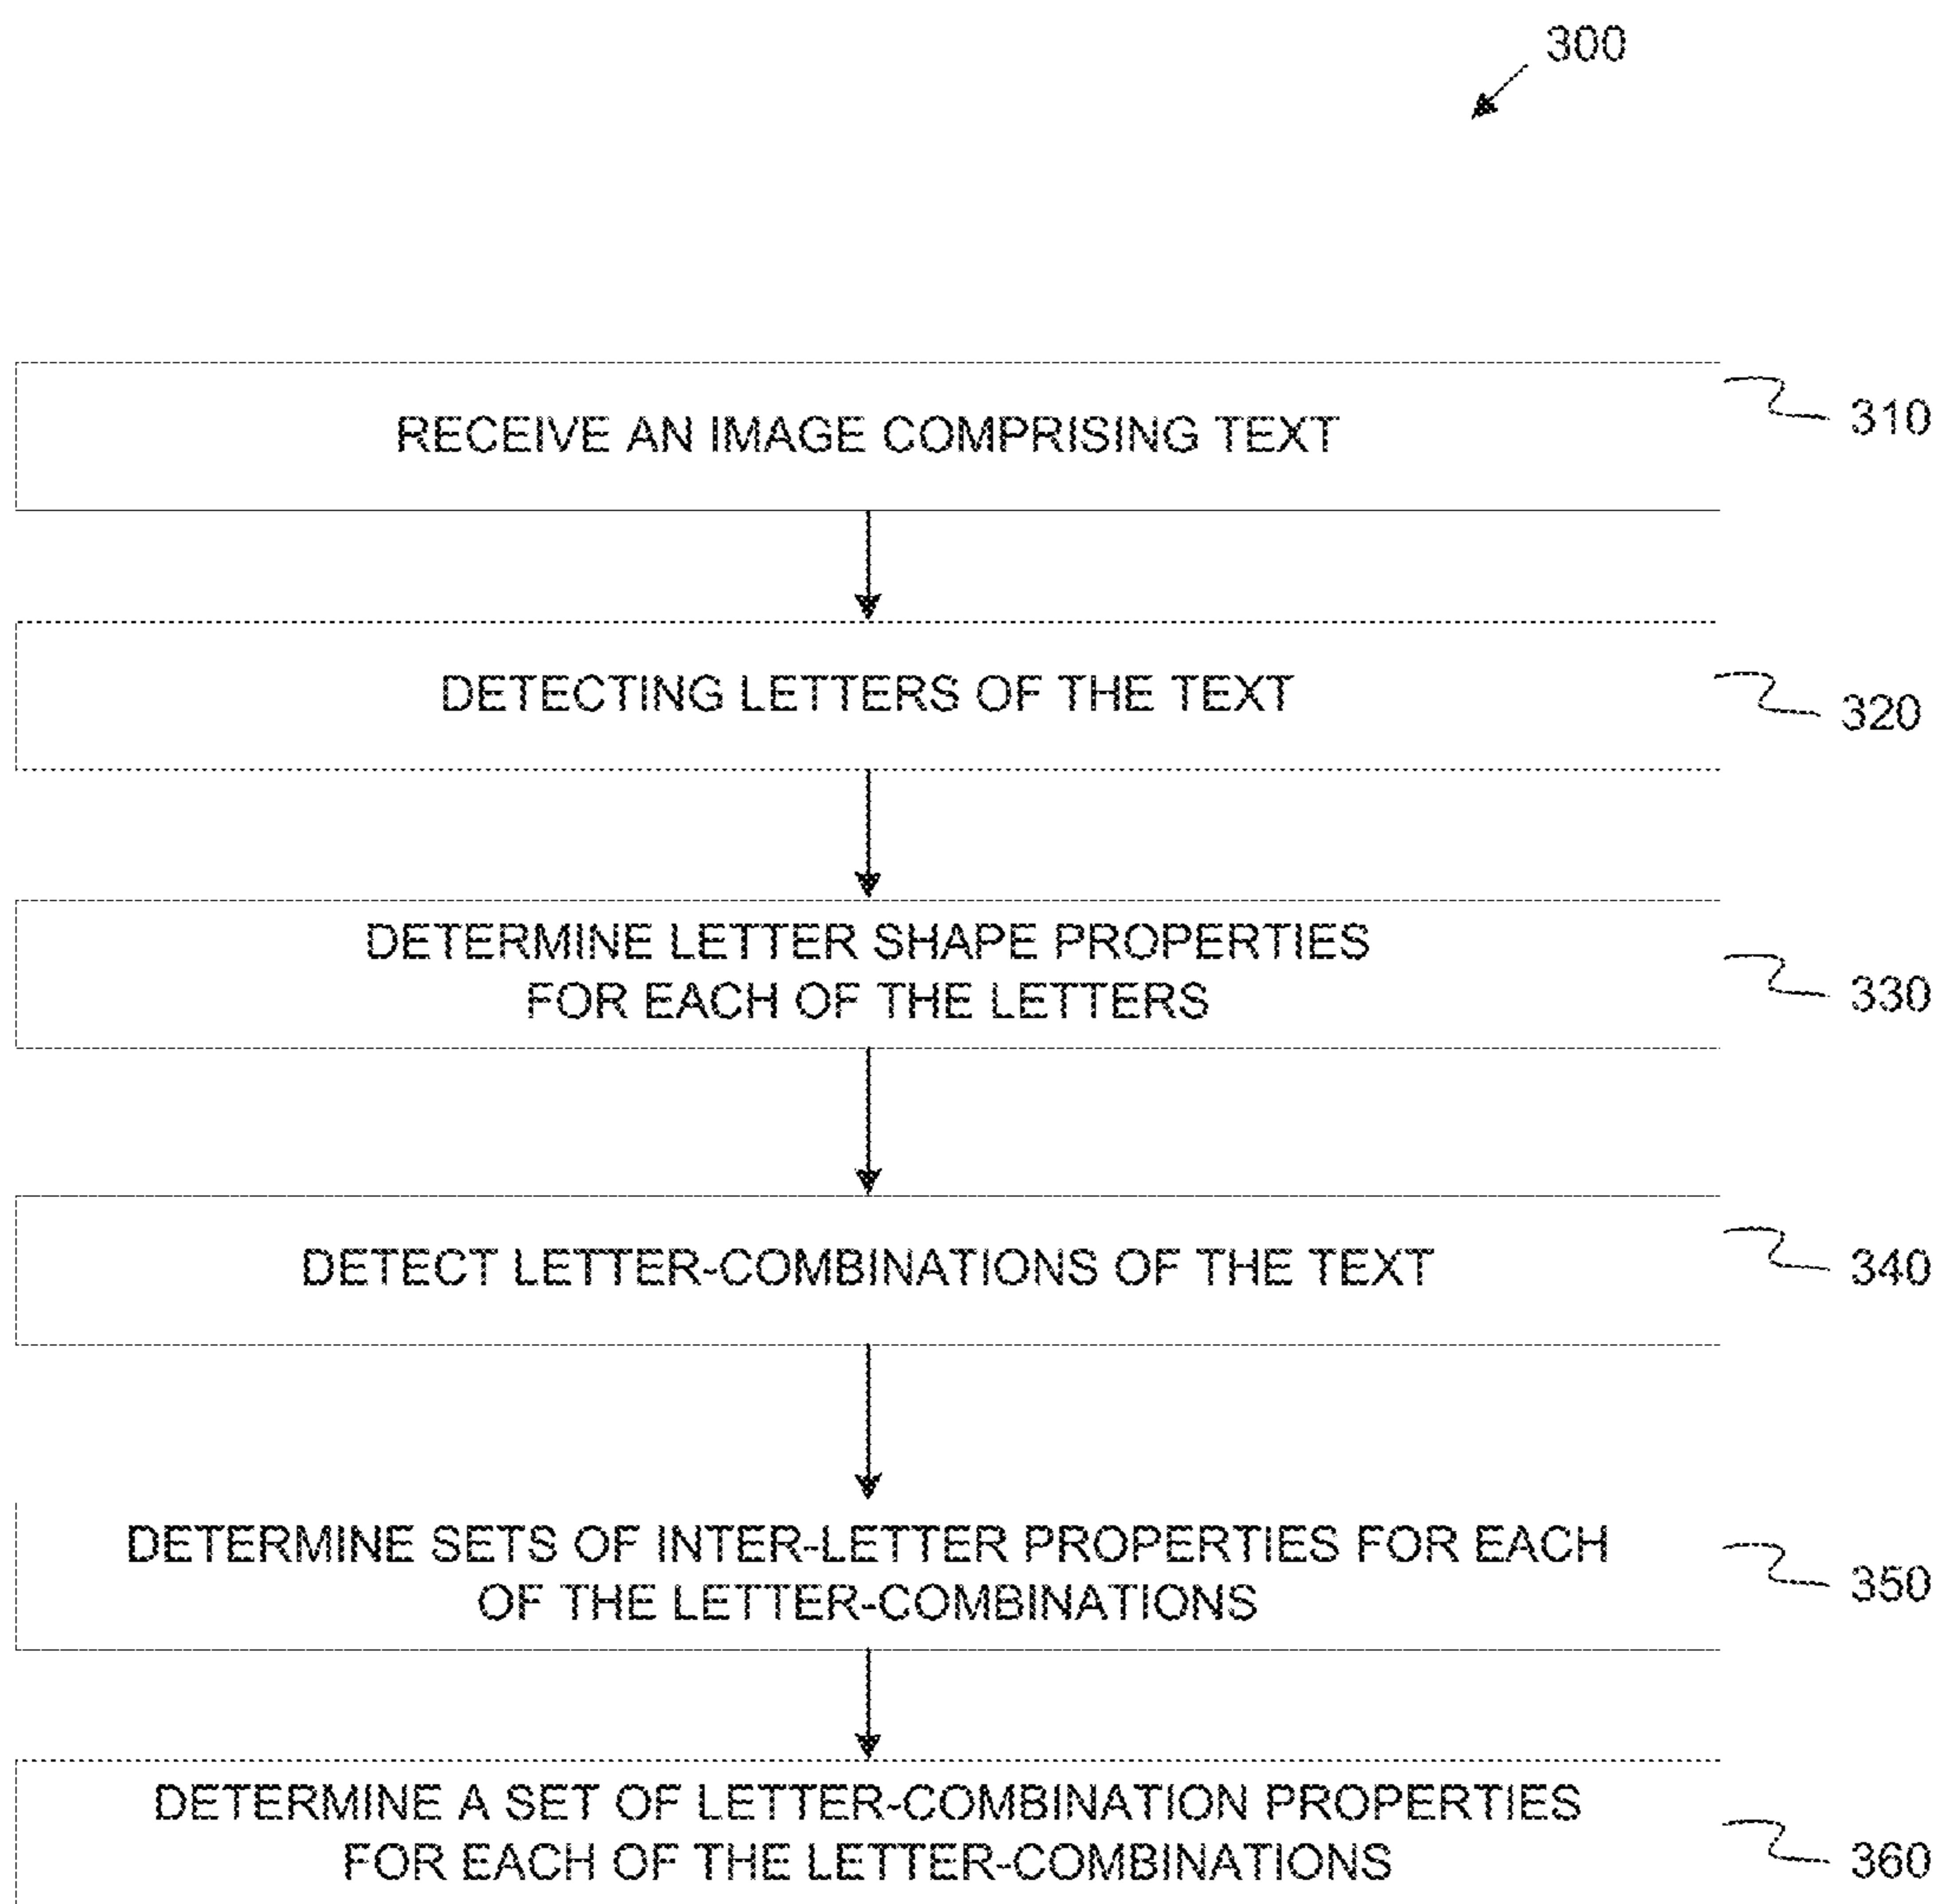 300
RECEIVE AN IMAGE COMPRISING TEXT
310
DETECTING LETTERS OF THE TEXT
320
DETERMINE LETTER SHAPE PROPERTIES
FOR EACH OF THE LETTERS
330
DETECT LETTER-COMBINATIONS OF THE TEXT
340
DETERMINE SETS OF INTER-LETTER PROPERTIES FOR EACH
OF THE LETTER-COMBINATIONS
350
DETERMINE A SET OF LETTER-COMBINATION PROPERTIES
FOR EACH OF THE LETTER-COMBINATIONS
360